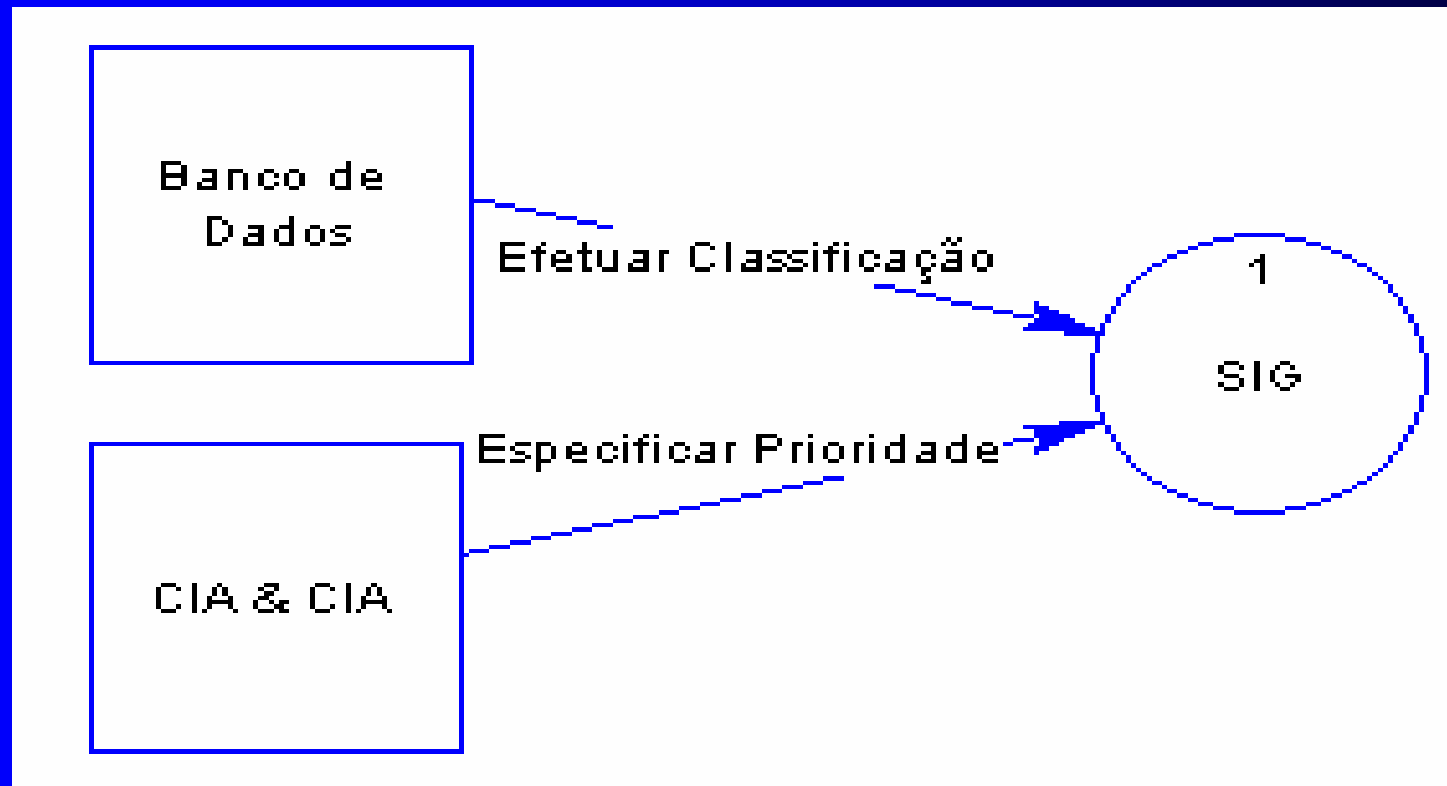 Banco de
Dados
Efetuar Classificação
1
SIG
Especificar Prioridade
CIA & CIA